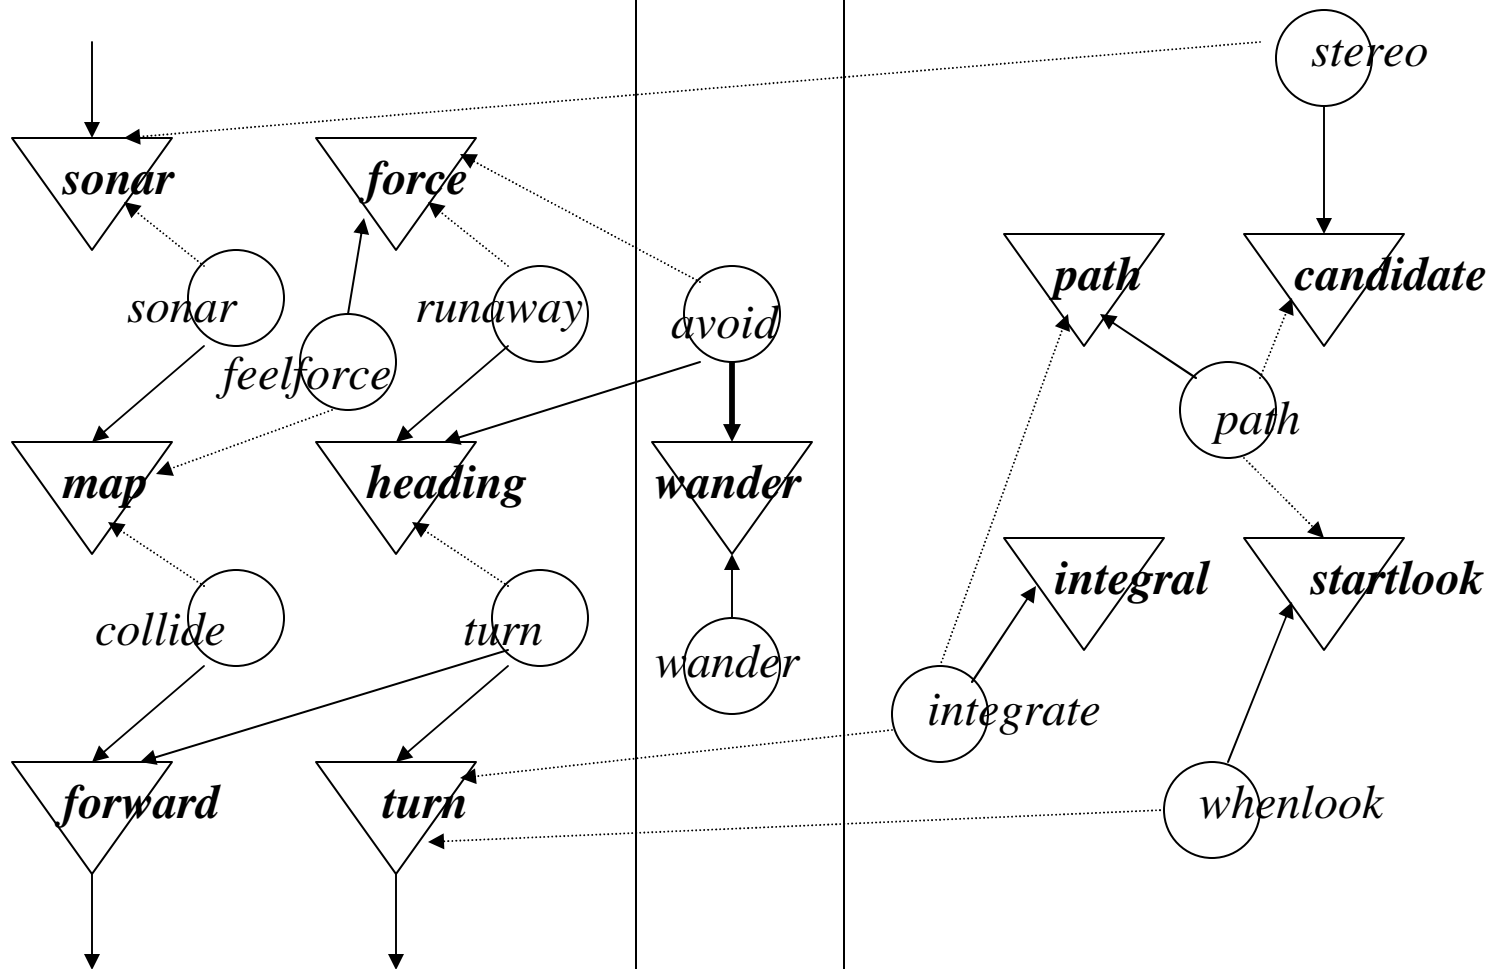 stereo
sonar
force
path
candidate
sonar
runaway
avoid
feelforce
path
map
heading
wander
integral
startlook
collide
turn
wander
integrate
forward
turn
whenlook